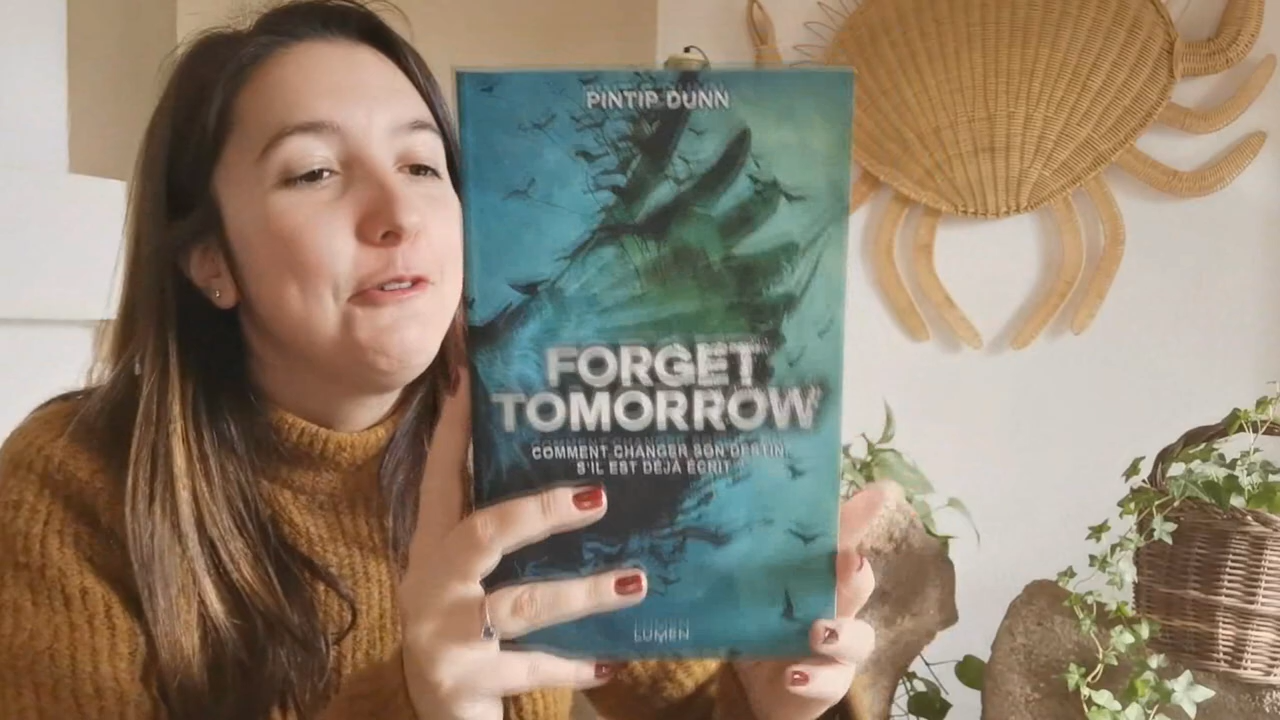 PINTIP DUNN
FORGET
TOMORROW
COMMENT CHANGER SON DESTIN,
S'IL EST DÉJÀ ÉCRIT ?
LUMEN